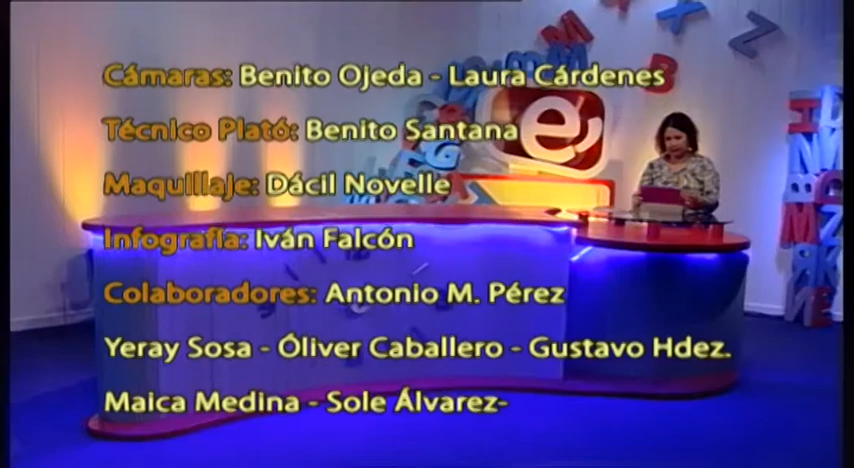 Cámaras: Benito Ojeda - Laura Cárdenes
Técnico Plató: Benito Santana
Maquillaje: Dácil Novelle
Infografía: Iván Falcón
Colaboradores: Antonio M. Pérez
Yeray Sosa - Óliver Caballero - Gustavo Hdez.
Maica Medina - Sole Álvarez-
é